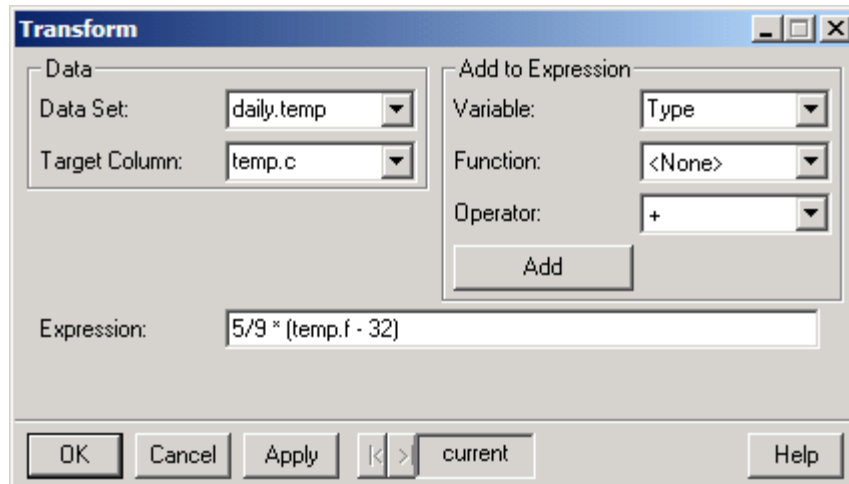 Transform
Data
Data Set: daily.temp
Target Column: temp.c
Add to Expression
Variable: Type
Function: <None>
Operator: +
Add
Expression: 5/9 * (temp.f - 32)
OK Cancel Apply |< >| current Help